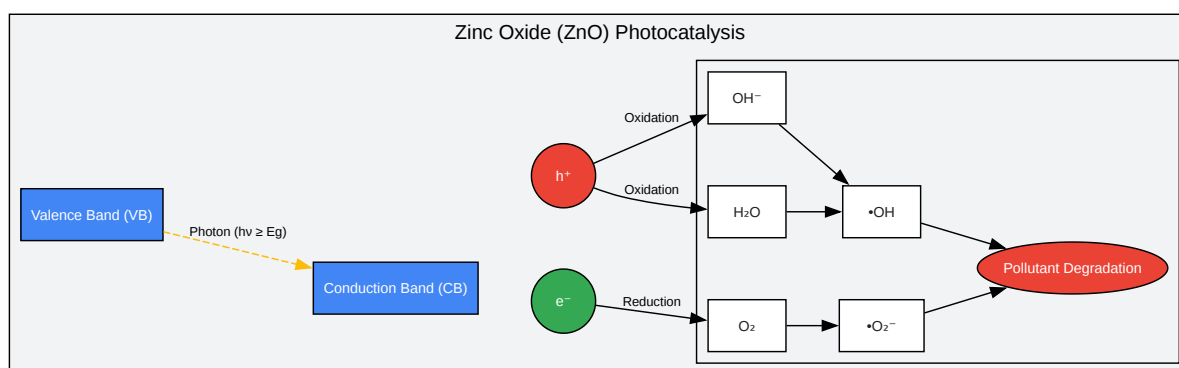 Zinc Oxide (ZnO) Photocatalysis
Valence Band (VB)
Photon (hν ≥ Eg)
Conduction Band (CB)
h⁺
e⁻
Oxidation
Oxidation
Reduction
OH⁻
H₂O
O₂
•OH
•O₂⁻
Pollutant Degradation